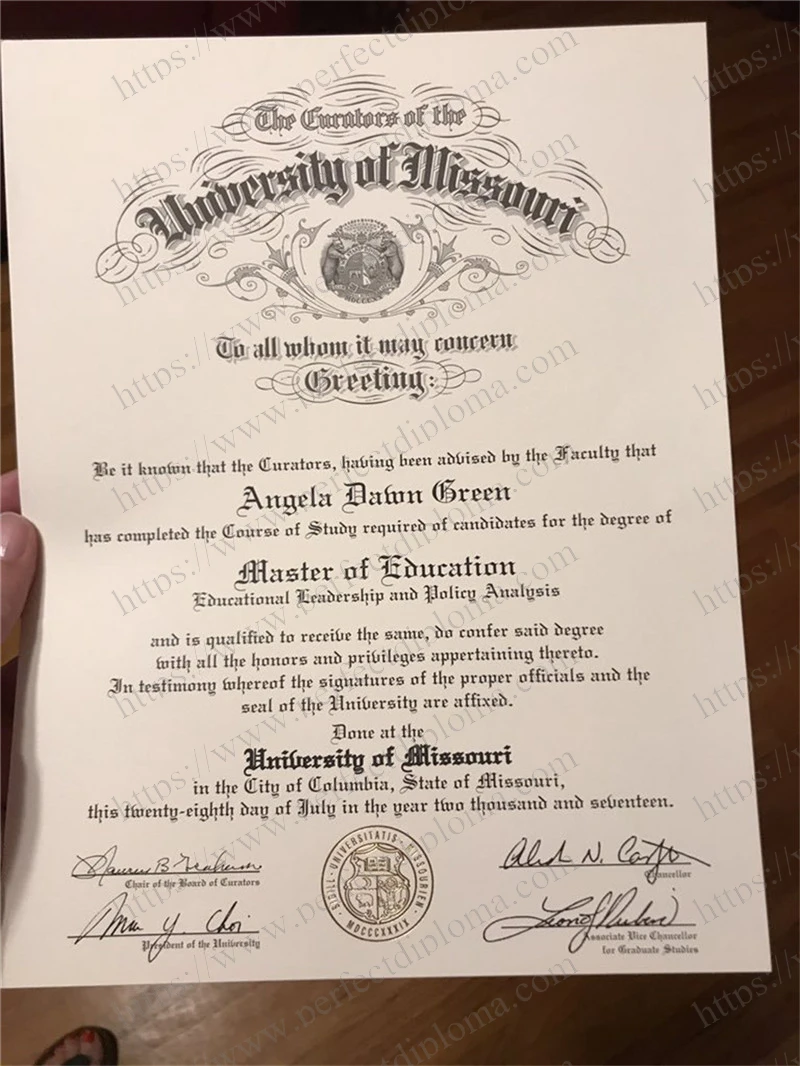 The Curators of the
University of Missouri
MDCCCXX
To all whom it may concern
Greeting:
Be it known that the Curators, having been advised by the Faculty that
Angela Dawn Green
has completed the Course of Study required of candidates for the degree of
Master of Education
Educational Leadership and Policy Analysis
and is qualified to receive the same, do confer said degree
with all the honors and privileges appertaining thereto.
In testimony whereof the signatures of the proper officials and the
seal of the University are affixed.
Done at the
University of Missouri
in the City of Columbia, State of Missouri,
this twenty-eighth day of July in the year two thousand and seventeen.
Chair of the Board of Curators
Chancellor
SIGILL · UNIVERSITATIS · MISSOURIEN ·
MDCCCXXXIX
Mun Y. Choi
President of the University
Associate Vice Chancellor
for Graduate Studies
https://www.perfectdiploma.com